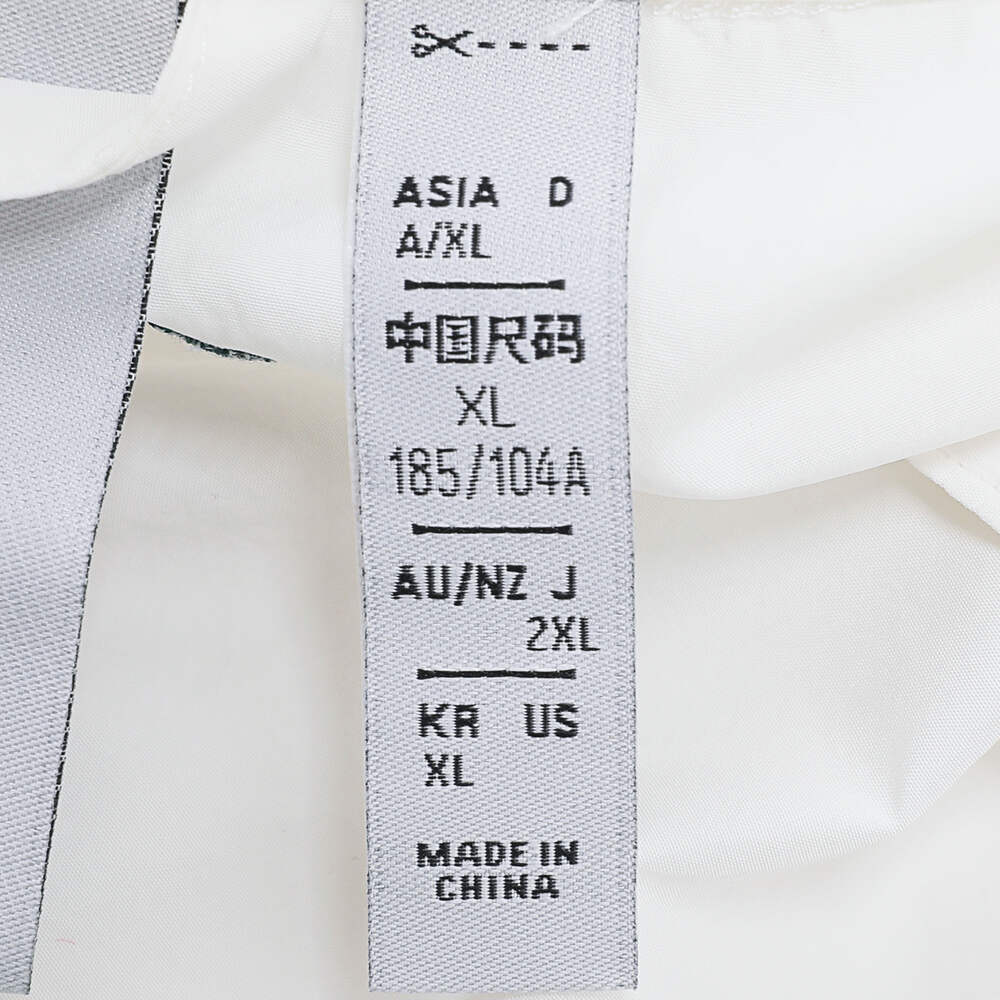 ASIA D
A/XL
中国尺码
XL
185/104A
AU/NZ J
2XL
KR US
XL
MADE IN
CHINA